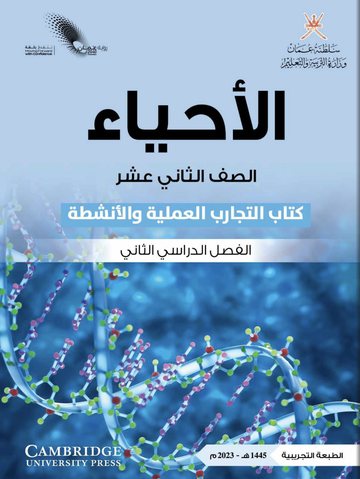 سلطنة عمان
وزارة التربية والتعليم
الأحياء
الصف الثاني عشر
كتاب التجارب العملية والأنشطة
الفصل الدراسي الثاني
CAMBRIDGE
UNIVERSITY PRESS
1445 هـ - 2023 م
الطبعة التجريبية